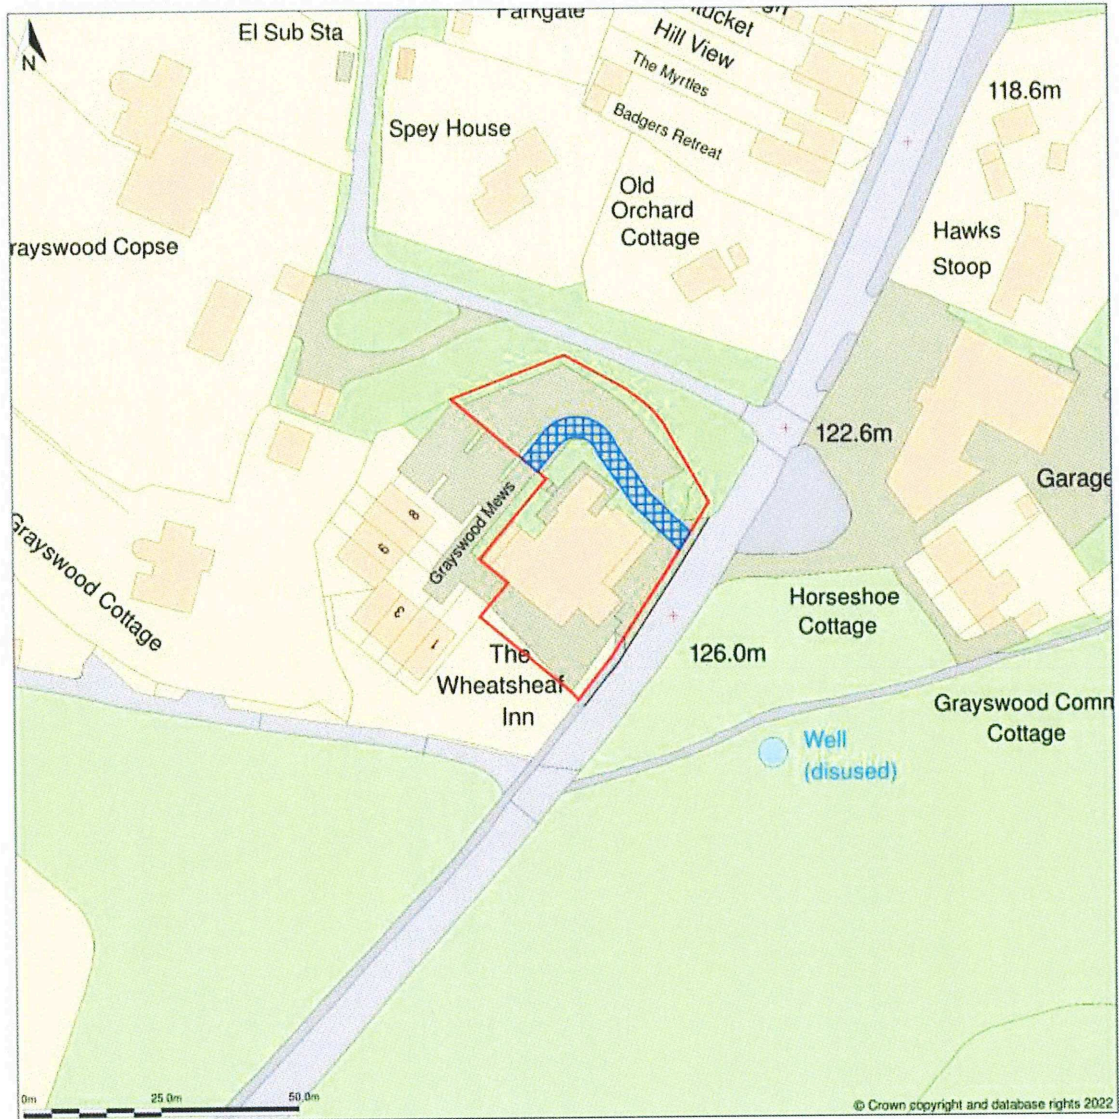 N
El Sub Sta
Parkgate
Hill View
The Myrtles
Badgers Retreat
118.6m
Spey House
Old
Orchard
Cottage
Hawks
Stoop
rayswood Copse
122.6m
Garage
Grayswood Mews
8
6
3
1
Grayswood Cottage
Horseshoe
Cottage
The
Wheatsheaf
Inn
126.0m
Grayswood Comm
Cottage
Well
(disused)
0m 25.0m 50.0m
© Crown copyright and database rights 2022